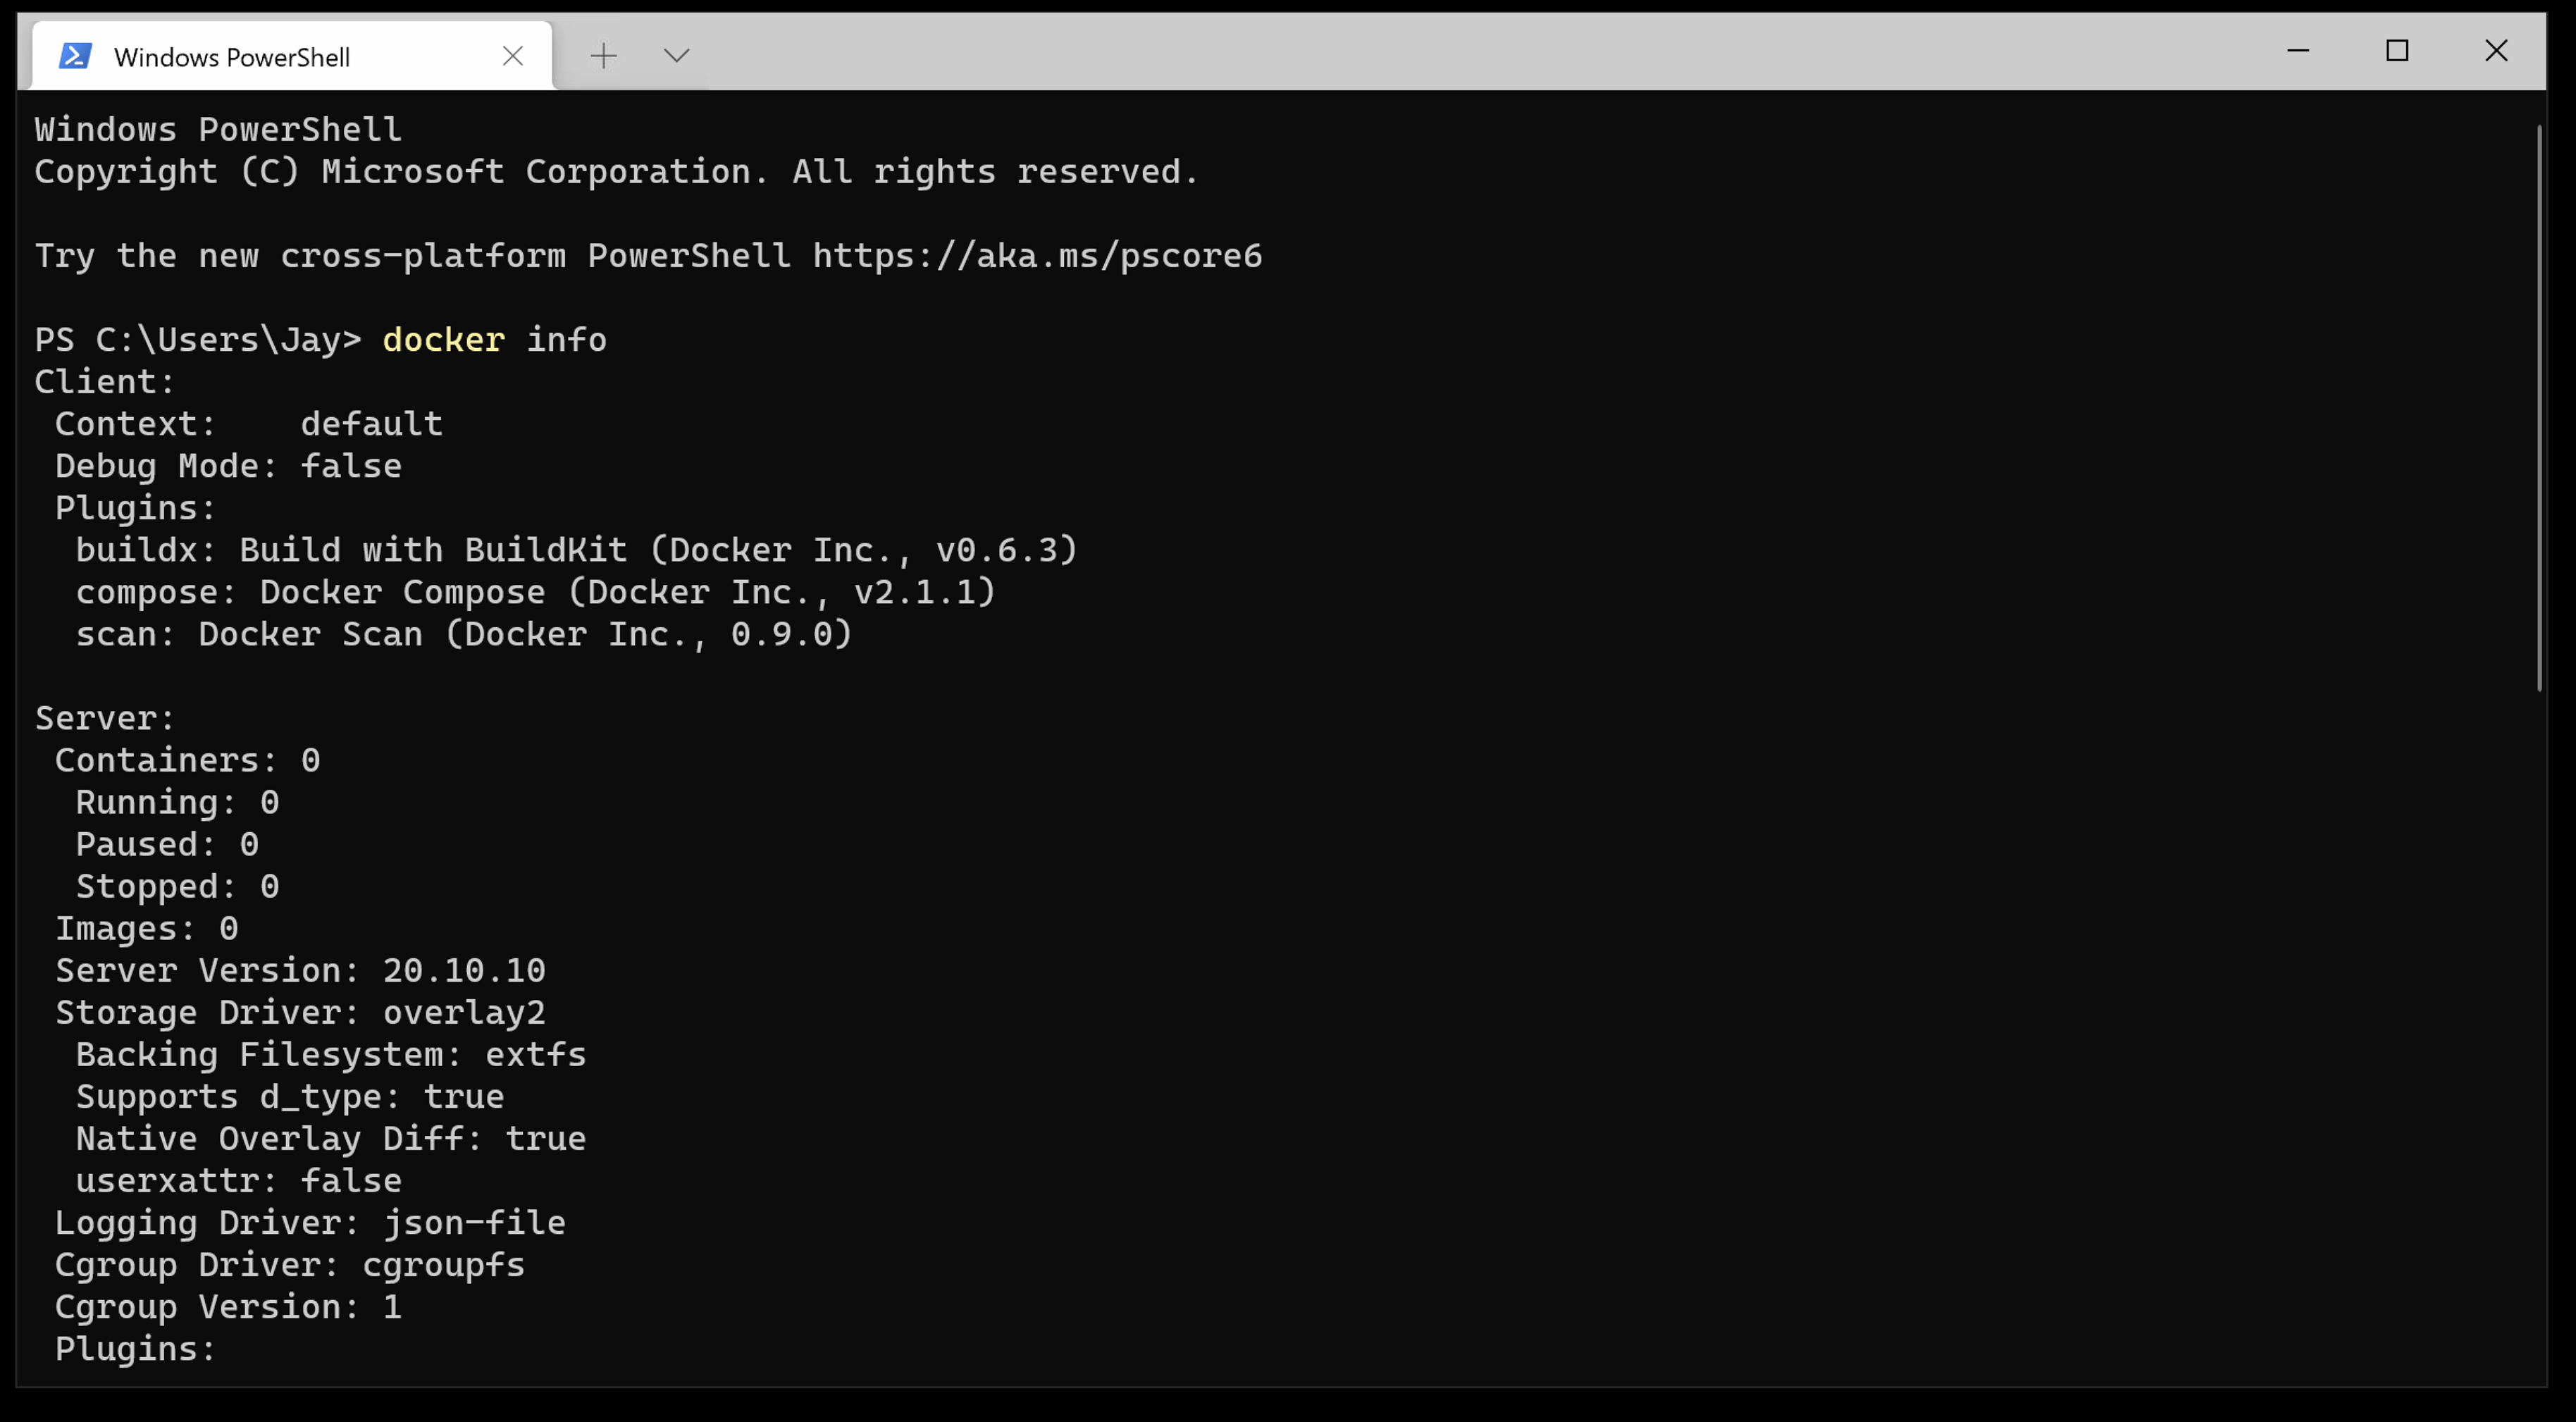 Windows PowerShell
Windows PowerShell
Copyright (C) Microsoft Corporation. All rights reserved.
Try the new cross-platform PowerShell https://aka.ms/pscore6
PS C:\Users\Jay> docker info
Client:
 Context:    default
 Debug Mode: false
 Plugins:
  buildx: Build with BuildKit (Docker Inc., v0.6.3)
  compose: Docker Compose (Docker Inc., v2.1.1)
  scan: Docker Scan (Docker Inc., 0.9.0)
Server:
 Containers: 0
  Running: 0
  Paused: 0
  Stopped: 0
 Images: 0
 Server Version: 20.10.10
 Storage Driver: overlay2
  Backing Filesystem: extfs
  Supports d_type: true
  Native Overlay Diff: true
  userxattr: false
 Logging Driver: json-file
 Cgroup Driver: cgroupfs
 Cgroup Version: 1
 Plugins: